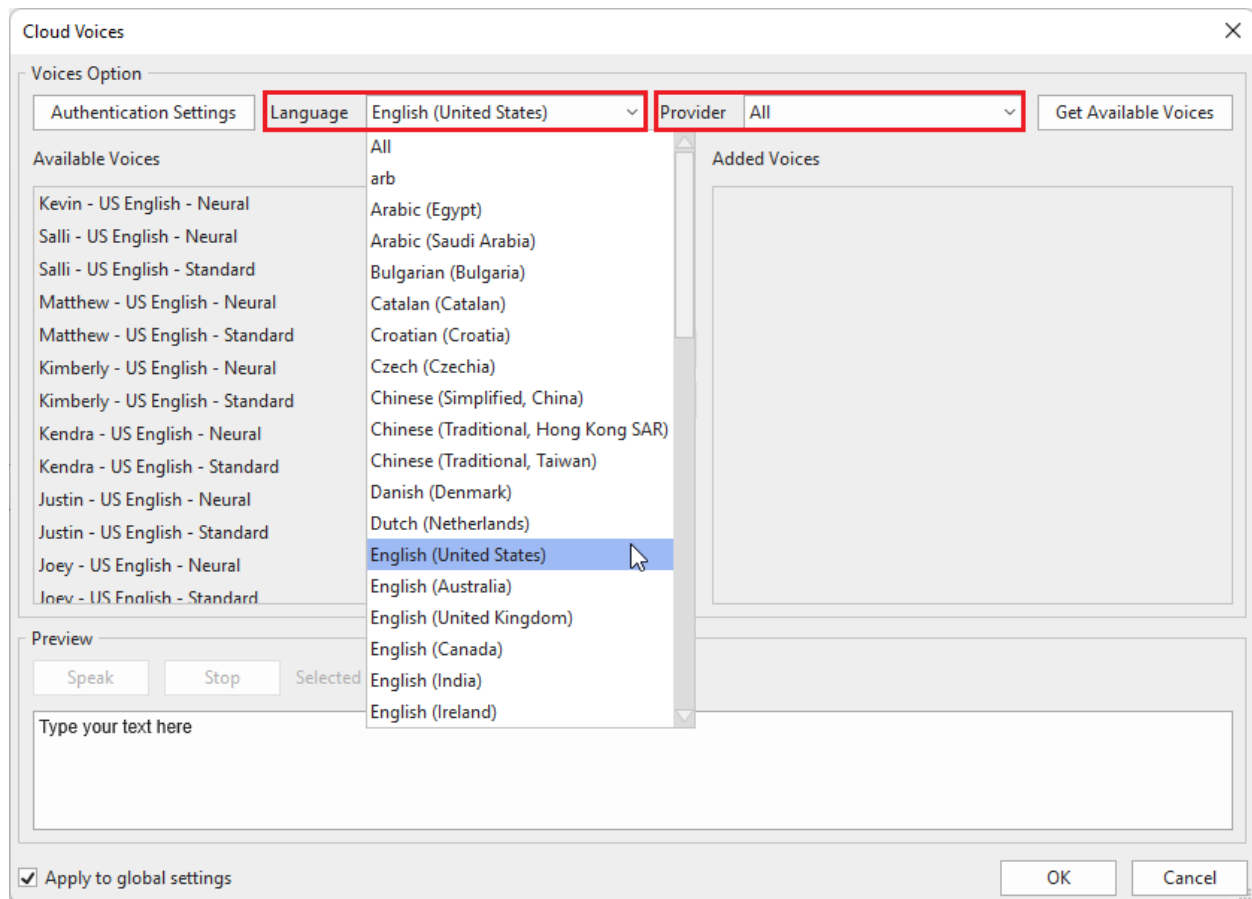 Cloud Voices
Voices Option
Authentication Settings
Language
English (United States)
Provider
All
Get Available Voices
Available Voices
Kevin - US English - Neural
Salli - US English - Neural
Salli - US English - Standard
Matthew - US English - Neural
Matthew - US English - Standard
Kimberly - US English - Neural
Kimberly - US English - Standard
Kendra - US English - Neural
Kendra - US English - Standard
Justin - US English - Neural
Justin - US English - Standard
Joey - US English - Neural
Joey - US English - Standard
All
arb
Arabic (Egypt)
Arabic (Saudi Arabia)
Bulgarian (Bulgaria)
Catalan (Catalan)
Croatian (Croatia)
Czech (Czechia)
Chinese (Simplified, China)
Chinese (Traditional, Hong Kong SAR)
Chinese (Traditional, Taiwan)
Danish (Denmark)
Dutch (Netherlands)
English (United States)
English (Australia)
English (United Kingdom)
English (Canada)
English (India)
English (Ireland)
Added Voices
Preview
Speak
Stop
Selected
Type your text here
Apply to global settings
OK
Cancel